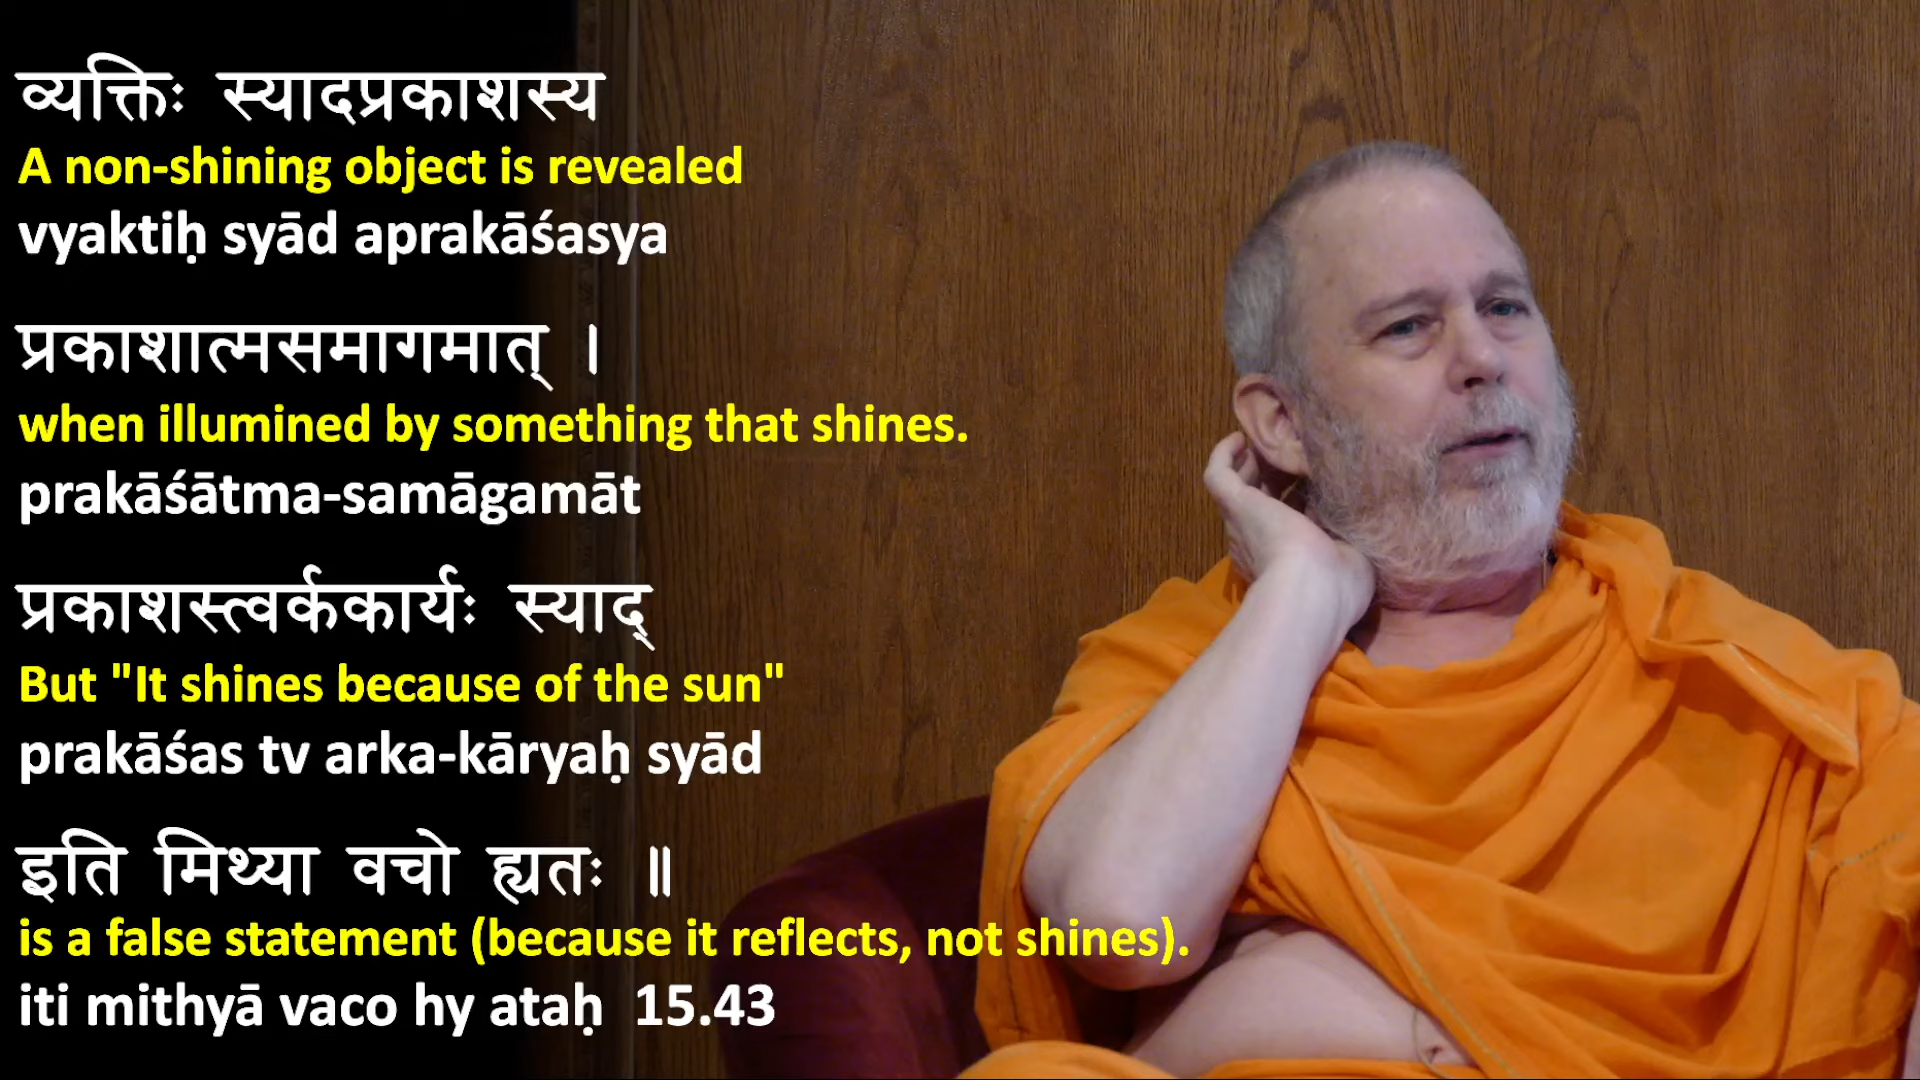 व्यक्तिः स्यादप्रकाशस्य
A non-shining object is revealed
vyaktiḥ syād aprakāśasya
प्रकाशात्मसमागमात् ।
when illumined by something that shines.
prakāśātma-samāgamāt
प्रकाशस्त्वर्ककार्यः स्याद्
But "It shines because of the sun"
prakāśas tv arka-kāryaḥ syād
इति मिथ्या वचो ह्यतः ॥
is a false statement (because it reflects, not shines).
iti mithyā vaco hy ataḥ 15.43